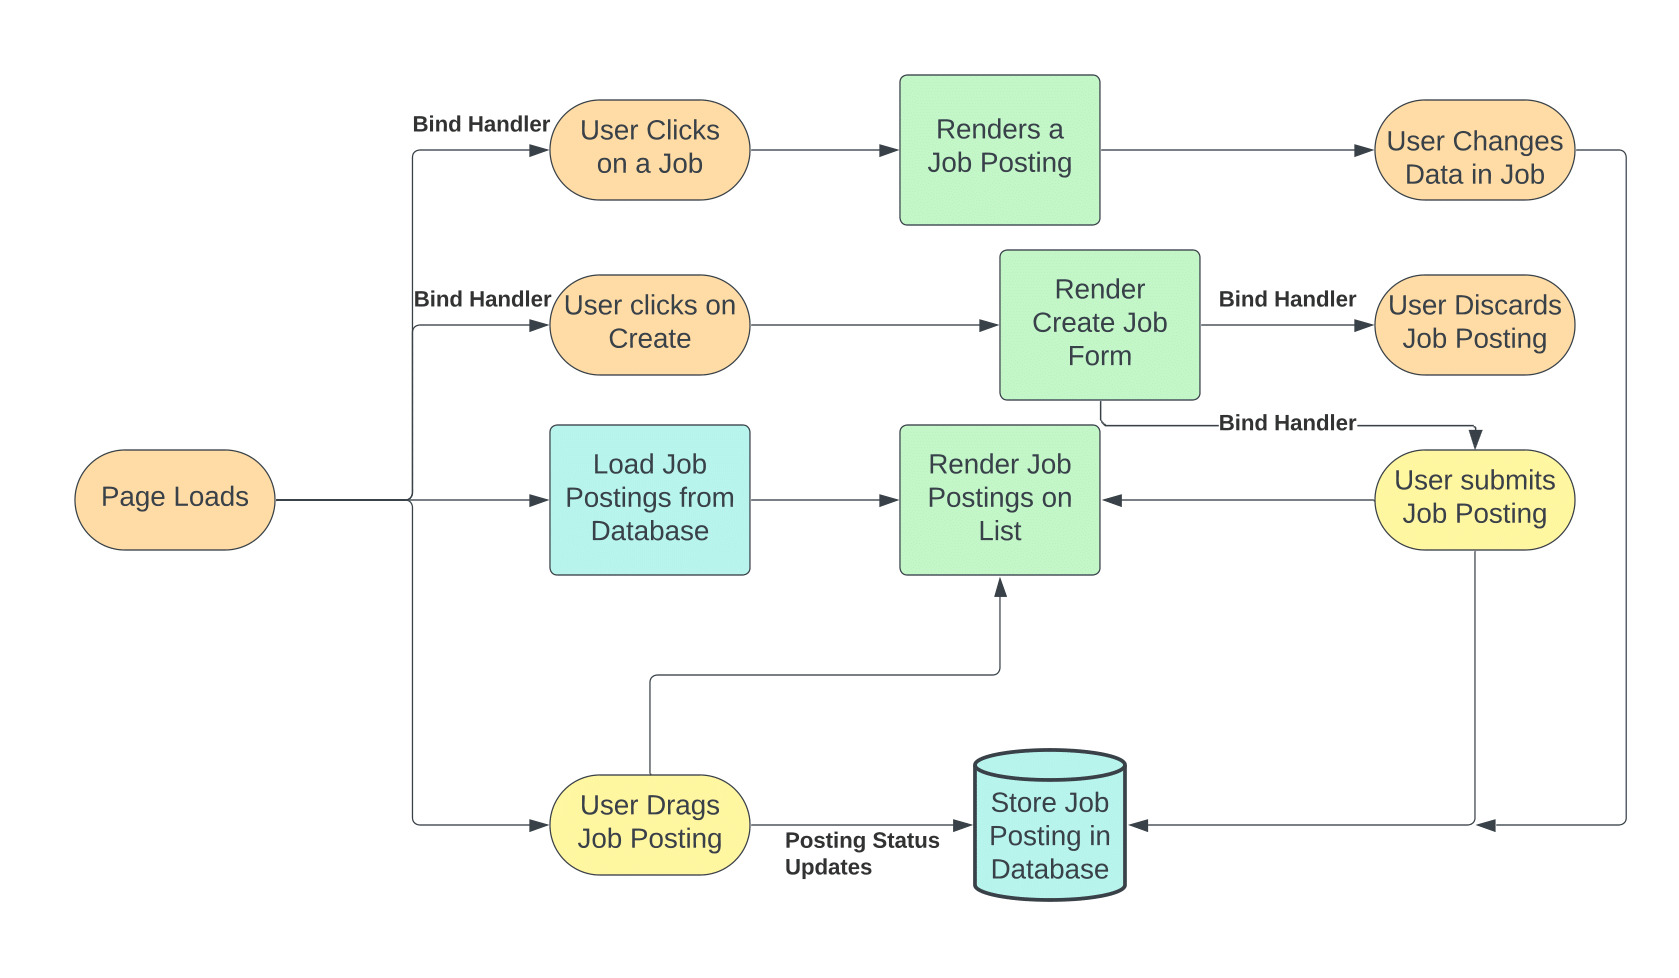 Bind Handler
User Clicks
on a Job
Renders a
Job Posting
User Changes
Data in Job
Bind Handler
User clicks on
Create
Render
Create Job
Form
Bind Handler
User Discards
Job Posting
Bind Handler
Page Loads
Load Job
Postings from
Database
Render Job
Postings on
List
User submits
Job Posting
User Drags
Job Posting
Posting Status
Updates
Store Job
Posting in
Database